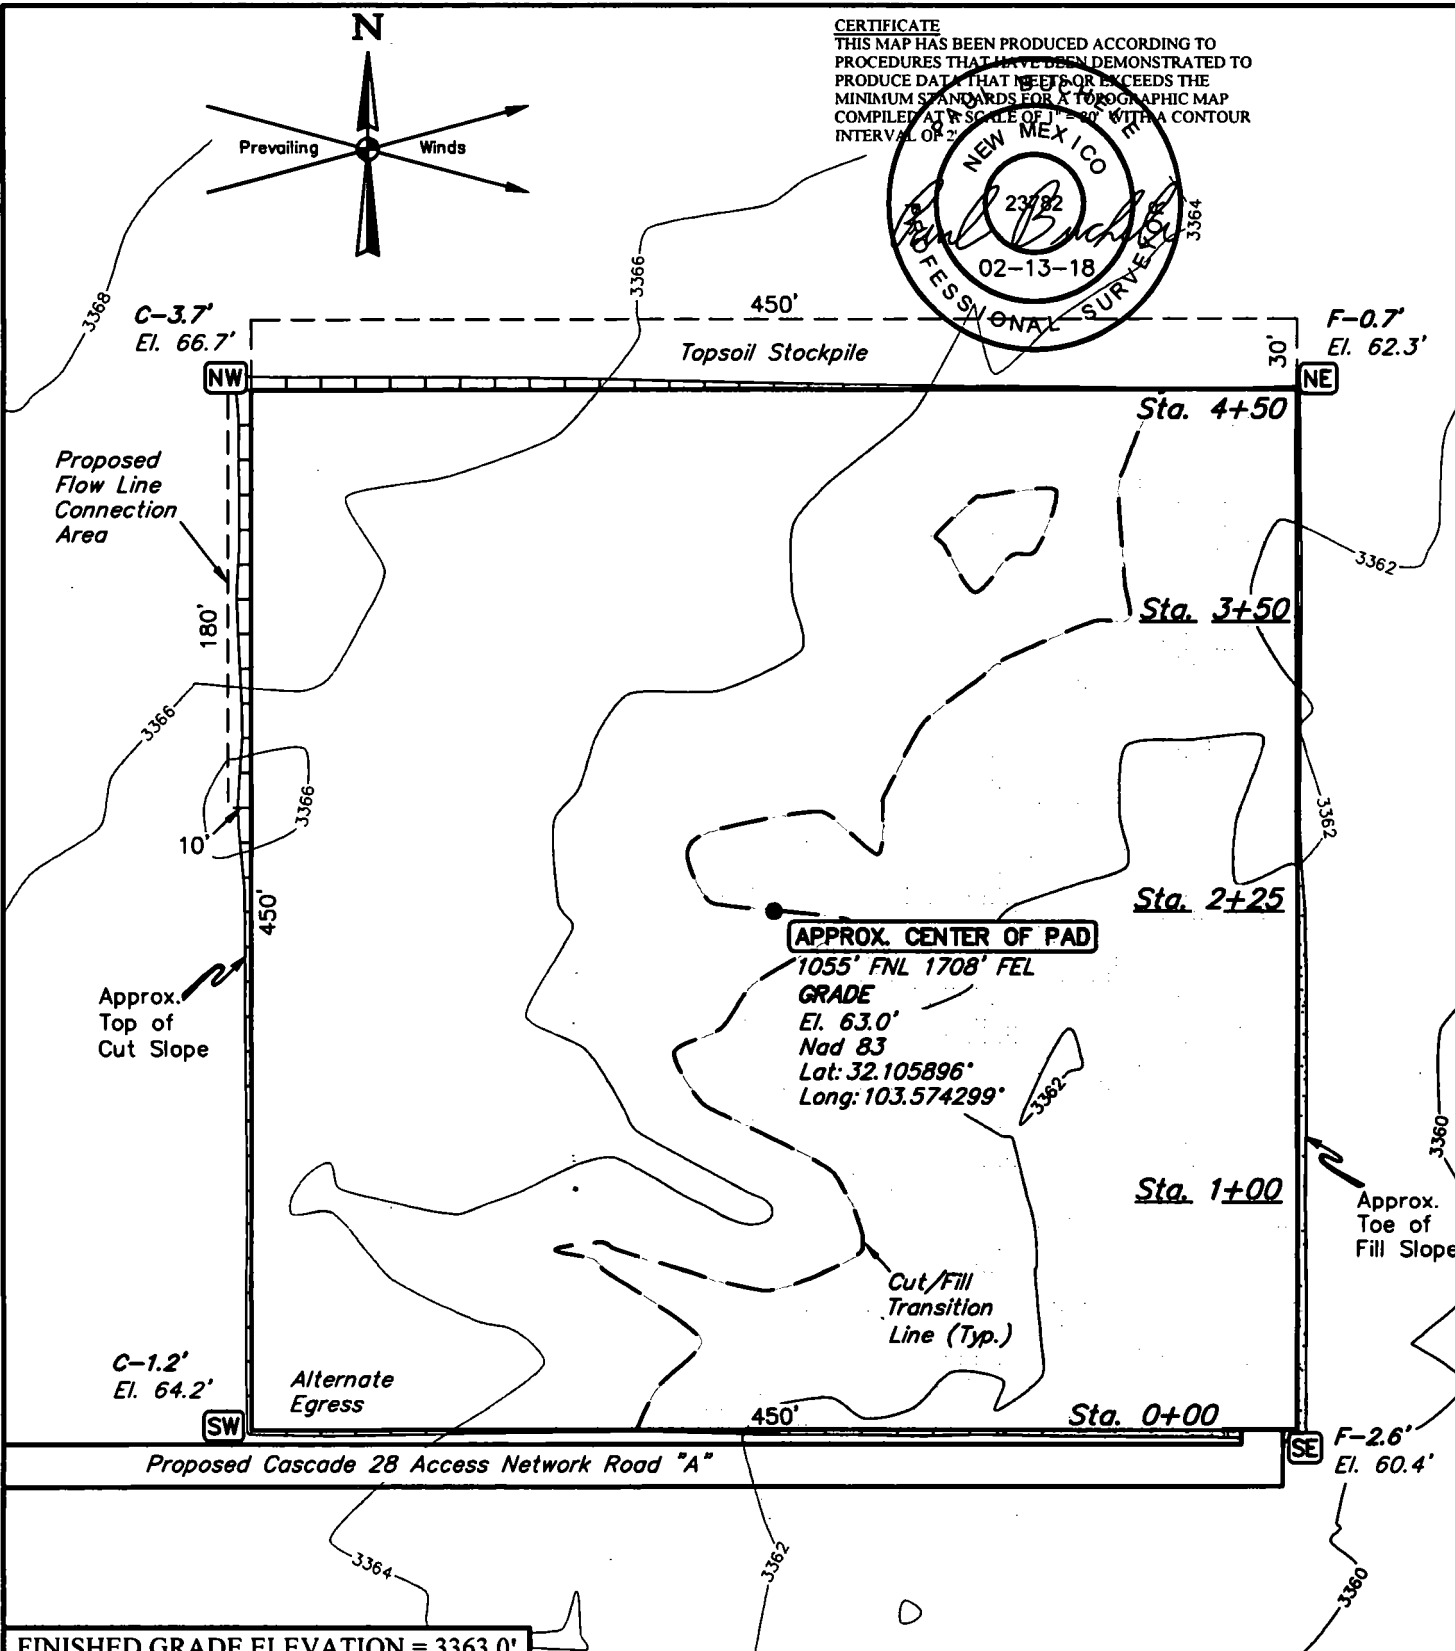 N
Prevailing Winds
CERTIFICATE
THIS MAP HAS BEEN PRODUCED ACCORDING TO
PROCEDURES THAT HAVE BEEN DEMONSTRATED TO
PRODUCE DATA THAT MEETS OR EXCEEDS THE
MINIMUM STANDARDS FOR A TOPOGRAPHIC MAP
COMPILED AT A SCALE OF 1" = WITH A CONTOUR
INTERVAL OF 2'
PAUL BUCHELE
NEW MEXICO
23782
02-13-18
PROFESSIONAL SURVEYOR
3364
3368
3366
C-3.7'
El. 66.7'
450'
F-0.7'
El. 62.3'
Topsoil Stockpile
30'
NW
NE
Sta. 4+50
Proposed
Flow Line
Connection
Area
3362
180'
Sta. 3+50
3366
3366
3362
10'
450'
Sta. 2+25
APPROX. CENTER OF PAD
1055' FNL 1708' FEL
GRADE
El. 63.0'
Nad 83
Lat: 32.105896°
Long: 103.574299°
Approx.
Top of
Cut Slope
3362
3360
Sta. 1+00
Approx.
Toe of
Fill Slope
Cut/Fill
Transition
Line (Typ.)
C-1.2'
El. 64.2'
Alternate
Egress
450'
Sta. 0+00
SW
SE
F-2.6'
El. 60.4'
Proposed Cascade 28 Access Network Road "A"
3364
3362
3360
FINISHED GRADE ELEVATION = 3363.0'